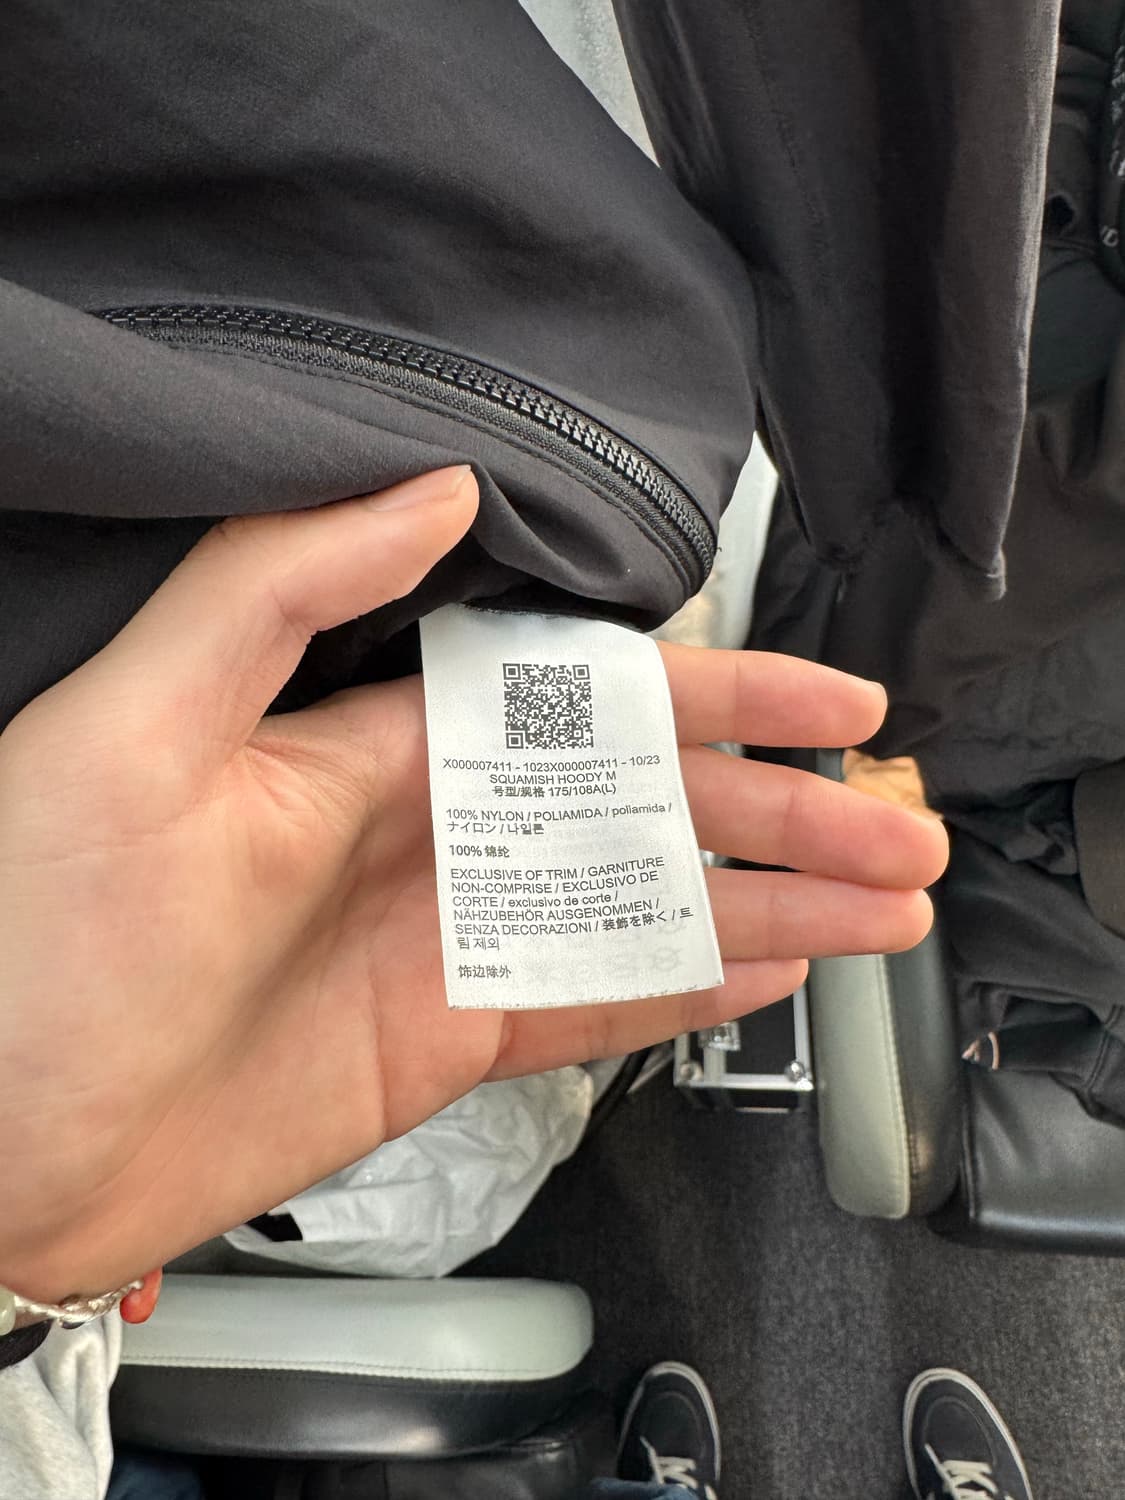 X000007411 - 1023X000007411 - 10/23
SQUAMISH HOODY M
号型/规格 175/108A(L)
100% NYLON / POLIAMIDA / poliamida /
ナイロン / 나일론
100% 锦纶
EXCLUSIVE OF TRIM / GARNITURE
NON-COMPRISE / EXCLUSIVO DE
CORTE / exclusivo de corte /
NÄHZUBEHÖR AUSGENOMMEN /
SENZA DECORAZIONI / 装飾を除く / 트
림 제외
饰边除外